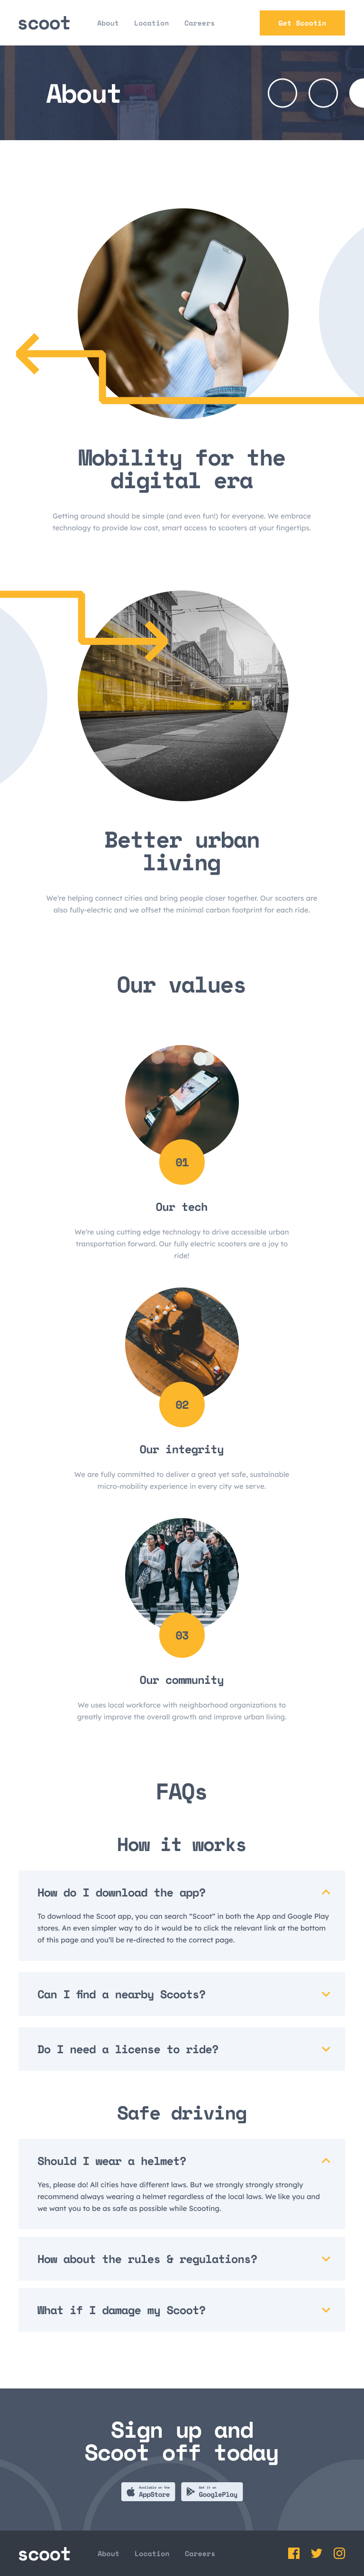 scoot
About Location Careers
Get Scootin
About
Mobility for the
digital era
Getting around should be simple (and even fun!) for everyone. We embrace
technology to provide low cost, smart access to scooters at your fingertips.
Better urban
living
We're helping connect cities and bring people closer together. Our scooters are
also fully-electric and we offset the minimal carbon footprint for each ride.
Our values
01
Our tech
We're using cutting edge technology to drive accessible urban
transportation forward. Our fully electric scooters are a joy to
ride!
02
Our integrity
We are fully committed to deliver a great yet safe, sustainable
micro-mobility experience in every city we serve.
03
Our community
We uses local workforce with neighborhood organizations to
greatly improve the overall growth and improve urban living.
FAQs
How it works
How do I download the app?
To download the Scoot app, you can search "Scoot" in both the App and Google Play
stores. An even simpler way to do it would be to click the relevant link at the bottom
of this page and you'll be re-directed to the correct page.
Can I find a nearby Scoots?
Do I need a license to ride?
Safe driving
Should I wear a helmet?
Yes, please do! All cities have different laws. But we strongly strongly strongly
recommend always wearing a helmet regardless of the local laws. We like you and
we want you to be as safe as possible while Scooting.
How about the rules & regulations?
What if I damage my Scoot?
Sign up and
Scoot off today
Available on the
AppStore
Get it on
GooglePlay
scoot
About Location Careers